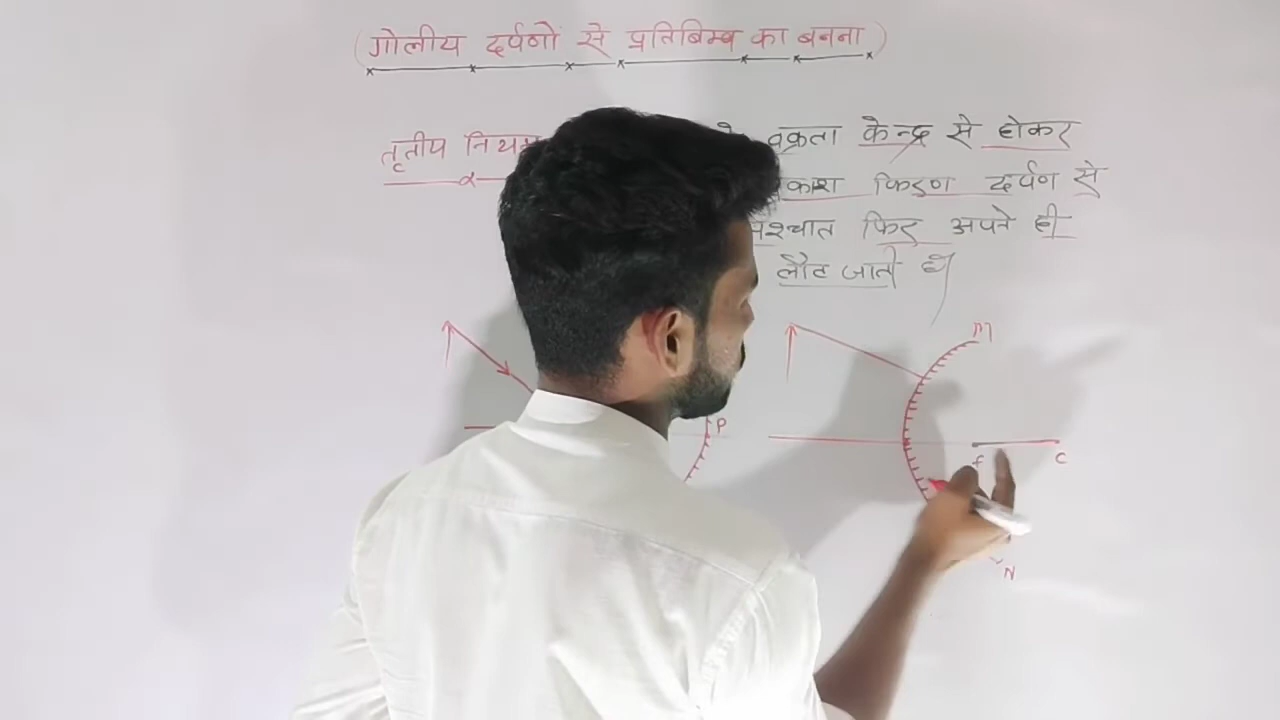 (गोलीय दर्पणों से प्रतिबिम्ब का बनना)
तृतीय नियम
वक्रता केन्द्र से होकर
किरण दर्पण से
पश्चात फिर अपने ही
लौट जाती है
M
P
F
C
N